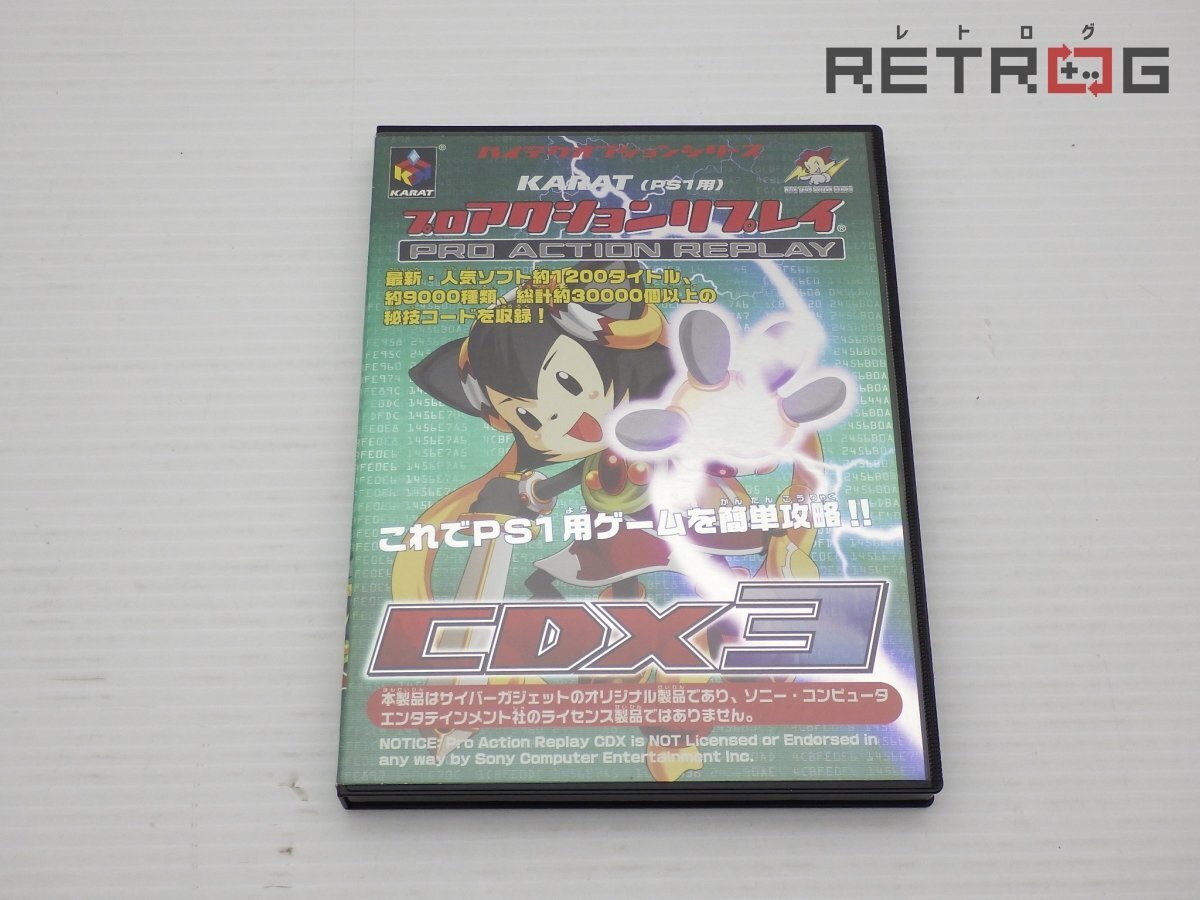 レトログ
RETROG
KARAT
ハイテクオプションシリーズ
KARAT (PS1用)
プロアクションリプレイ
PRO ACTION REPLAY
最新・人気ソフト約1200タイトル、
約9000種類、総計約30000個以上の
秘技コードを収録！
これでPS1用ゲームを簡単攻略!!
CDX3
本製品はサイバーガジェットのオリジナル製品であり、ソニー・コンピュータ
エンタテインメント社のライセンス製品ではありません。
NOTICE: Pro Action Replay CDX is NOT Licensed or Endorsed in
any way by Sony Computer Entertainment Inc.